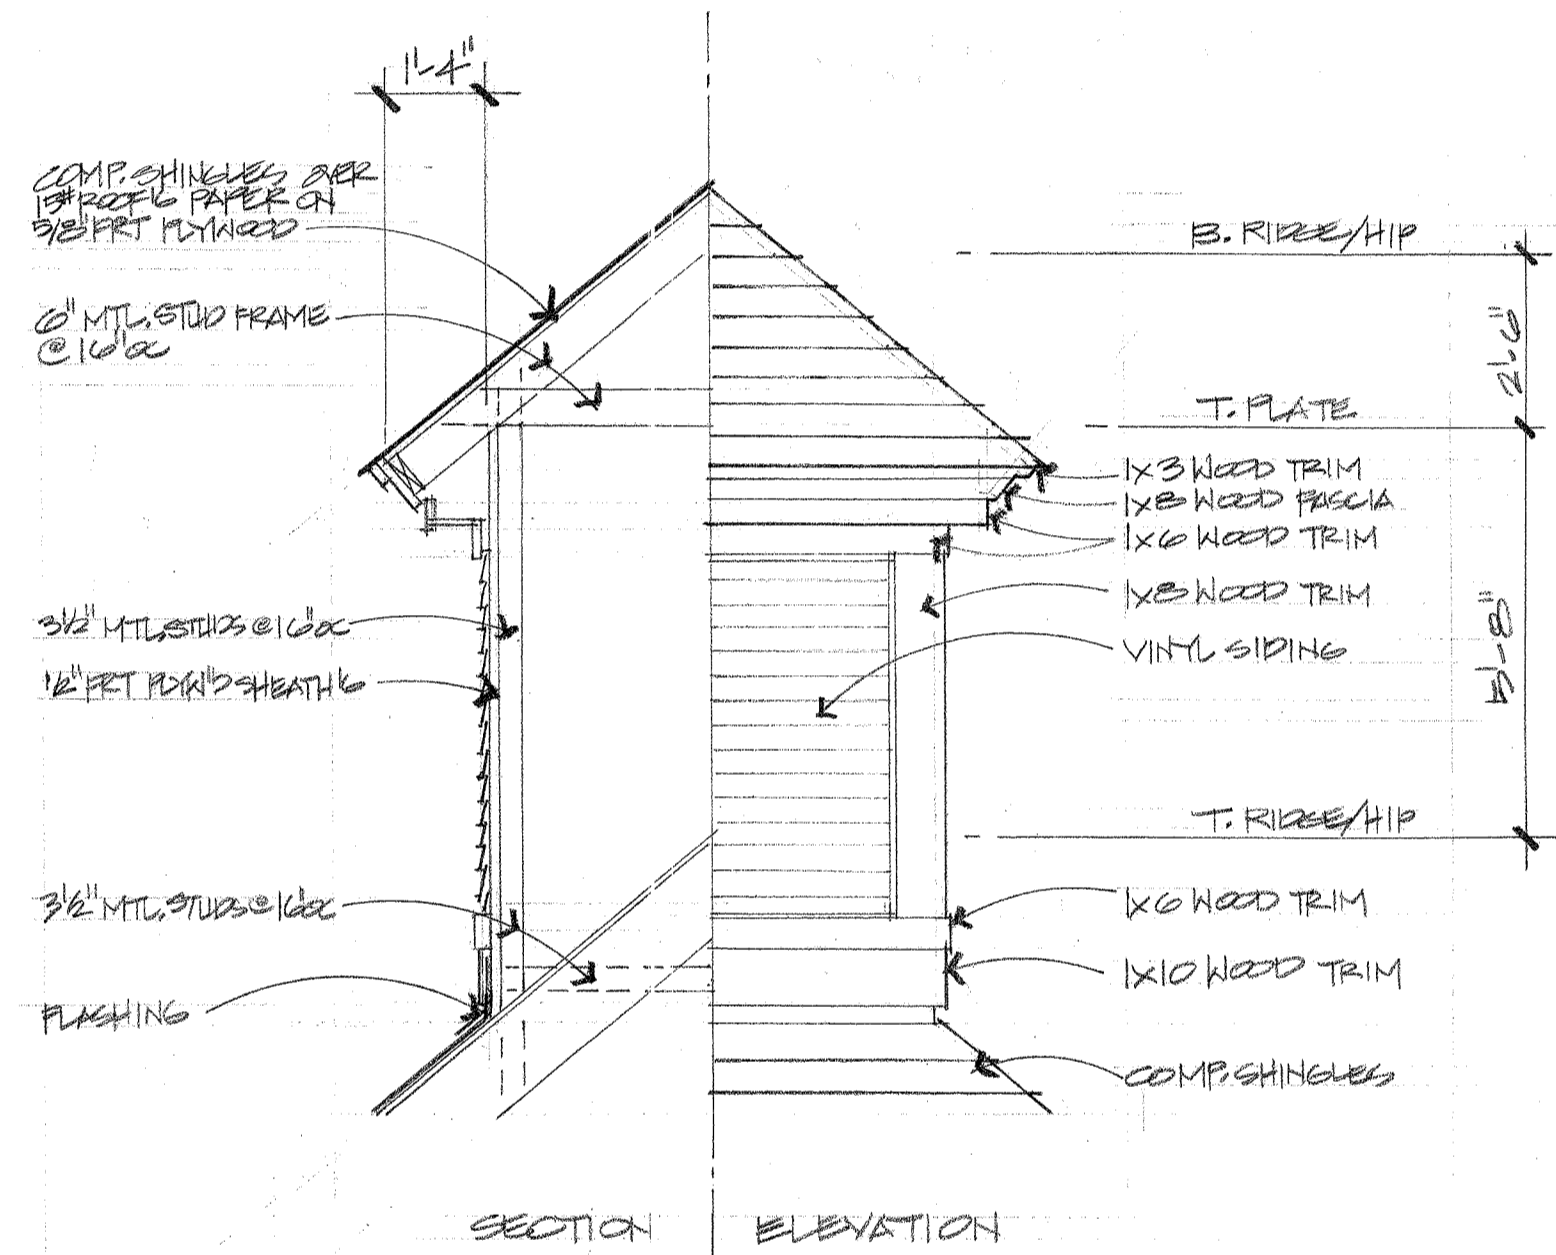 1'-4"
COMP. SHINGLES OVER
15# ROOF'G PAPER ON
5/8" FRT PLYWOOD
6" MTL. STUD FRAME
@ 16" OC
3½" MTL. STUDS @ 16" OC
½" FRT PLYW'D SHEATH'G
3½" MTL. STUDS @ 16" OC
FLASHING
B. RIDGE/HIP
2'-6"
T. PLATE
1X3 WOOD TRIM
1X8 WOOD FASCIA
1X6 WOOD TRIM
1X8 WOOD TRIM
VINYL SIDING
5'-8"
T. RIDGE/HIP
1X6 WOOD TRIM
1X10 WOOD TRIM
COMP. SHINGLES
SECTION
ELEVATION